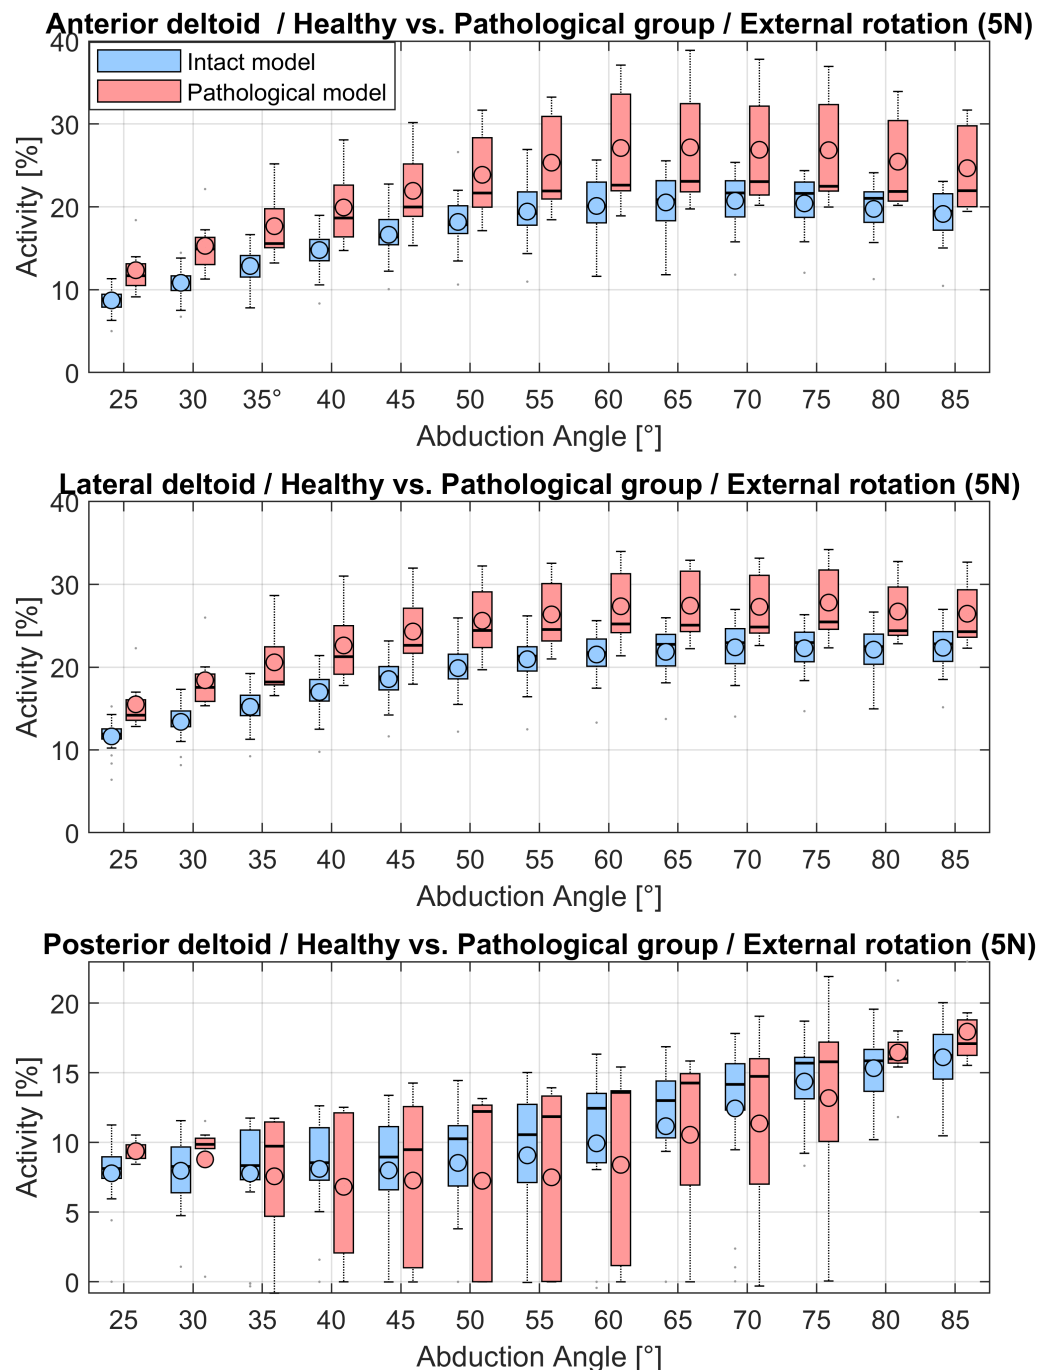 Anterior deltoid / Healthy vs. Pathological group / External rotation (5N)
40
30
20
10
0
Activity [%]
Intact model
Pathological model
25 30 35° 40 45 50 55 60 65 70 75 80 85
Abduction Angle [°]
Lateral deltoid / Healthy vs. Pathological group / External rotation (5N)
40
30
20
10
0
Activity [%]
25 30 35 40 45 50 55 60 65 70 75 80 85
Abduction Angle [°]
Posterior deltoid / Healthy vs. Pathological group / External rotation (5N)
20
15
10
5
0
Activity [%]
25 30 35 40 45 50 55 60 65 70 75 80 85
Abduction Angle [°]